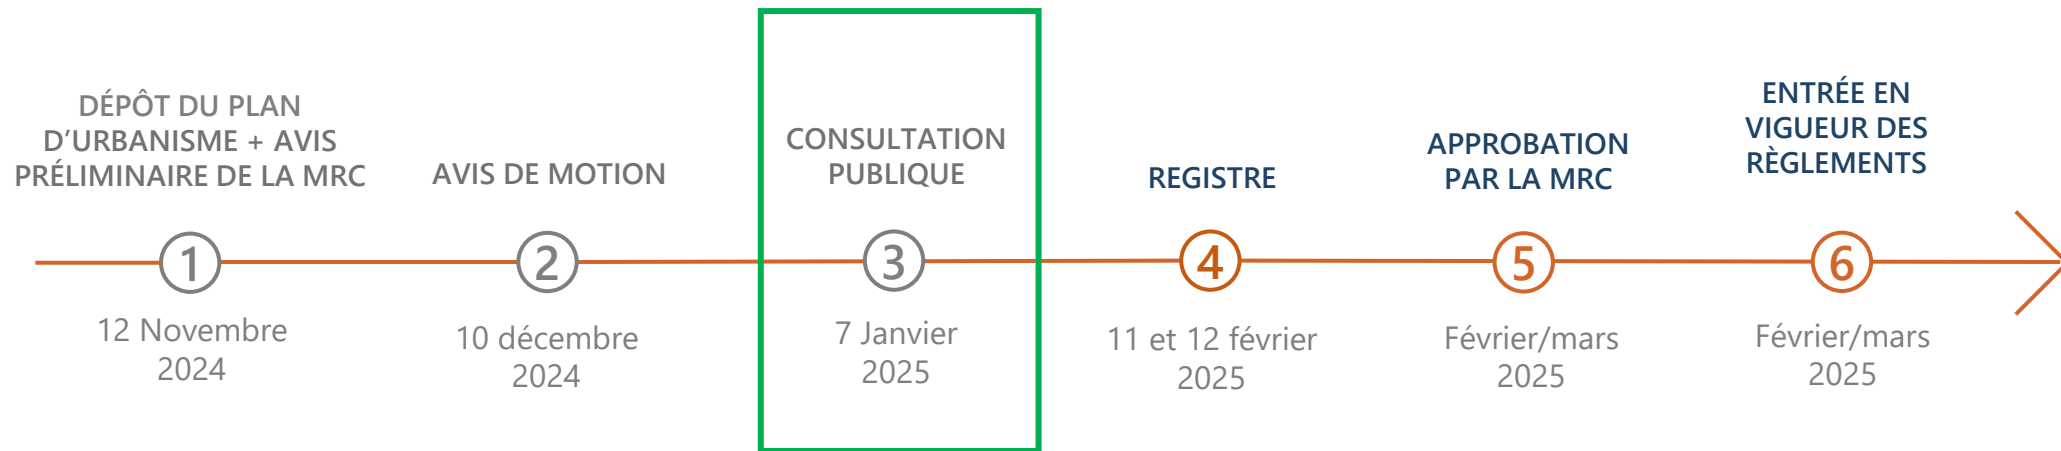 DÉPÔT DU PLAN
D’URBANISME + AVIS
PRÉLIMINAIRE DE LA MRC
1
12 Novembre
2024
AVIS DE MOTION
2
10 décembre
2024
CONSULTATION
PUBLIQUE
3
7 Janvier
2025
REGISTRE
4
11 et 12 février
2025
APPROBATION
PAR LA MRC
5
Février/mars
2025
ENTRÉE EN
VIGUEUR DES
RÈGLEMENTS
6
Février/mars
2025